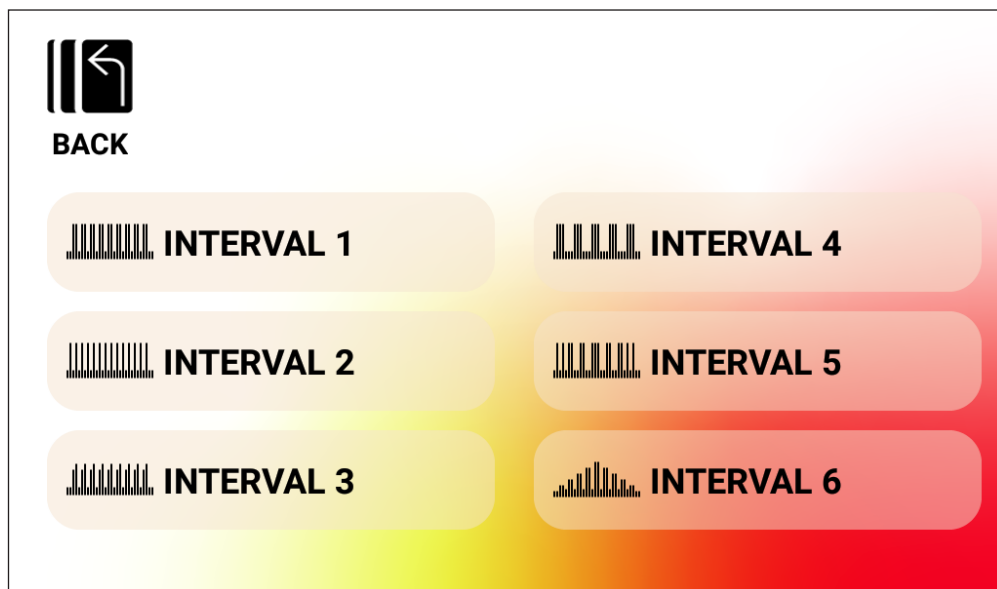 BACK
INTERVAL 1
INTERVAL 2
INTERVAL 3
INTERVAL 4
INTERVAL 5
INTERVAL 6